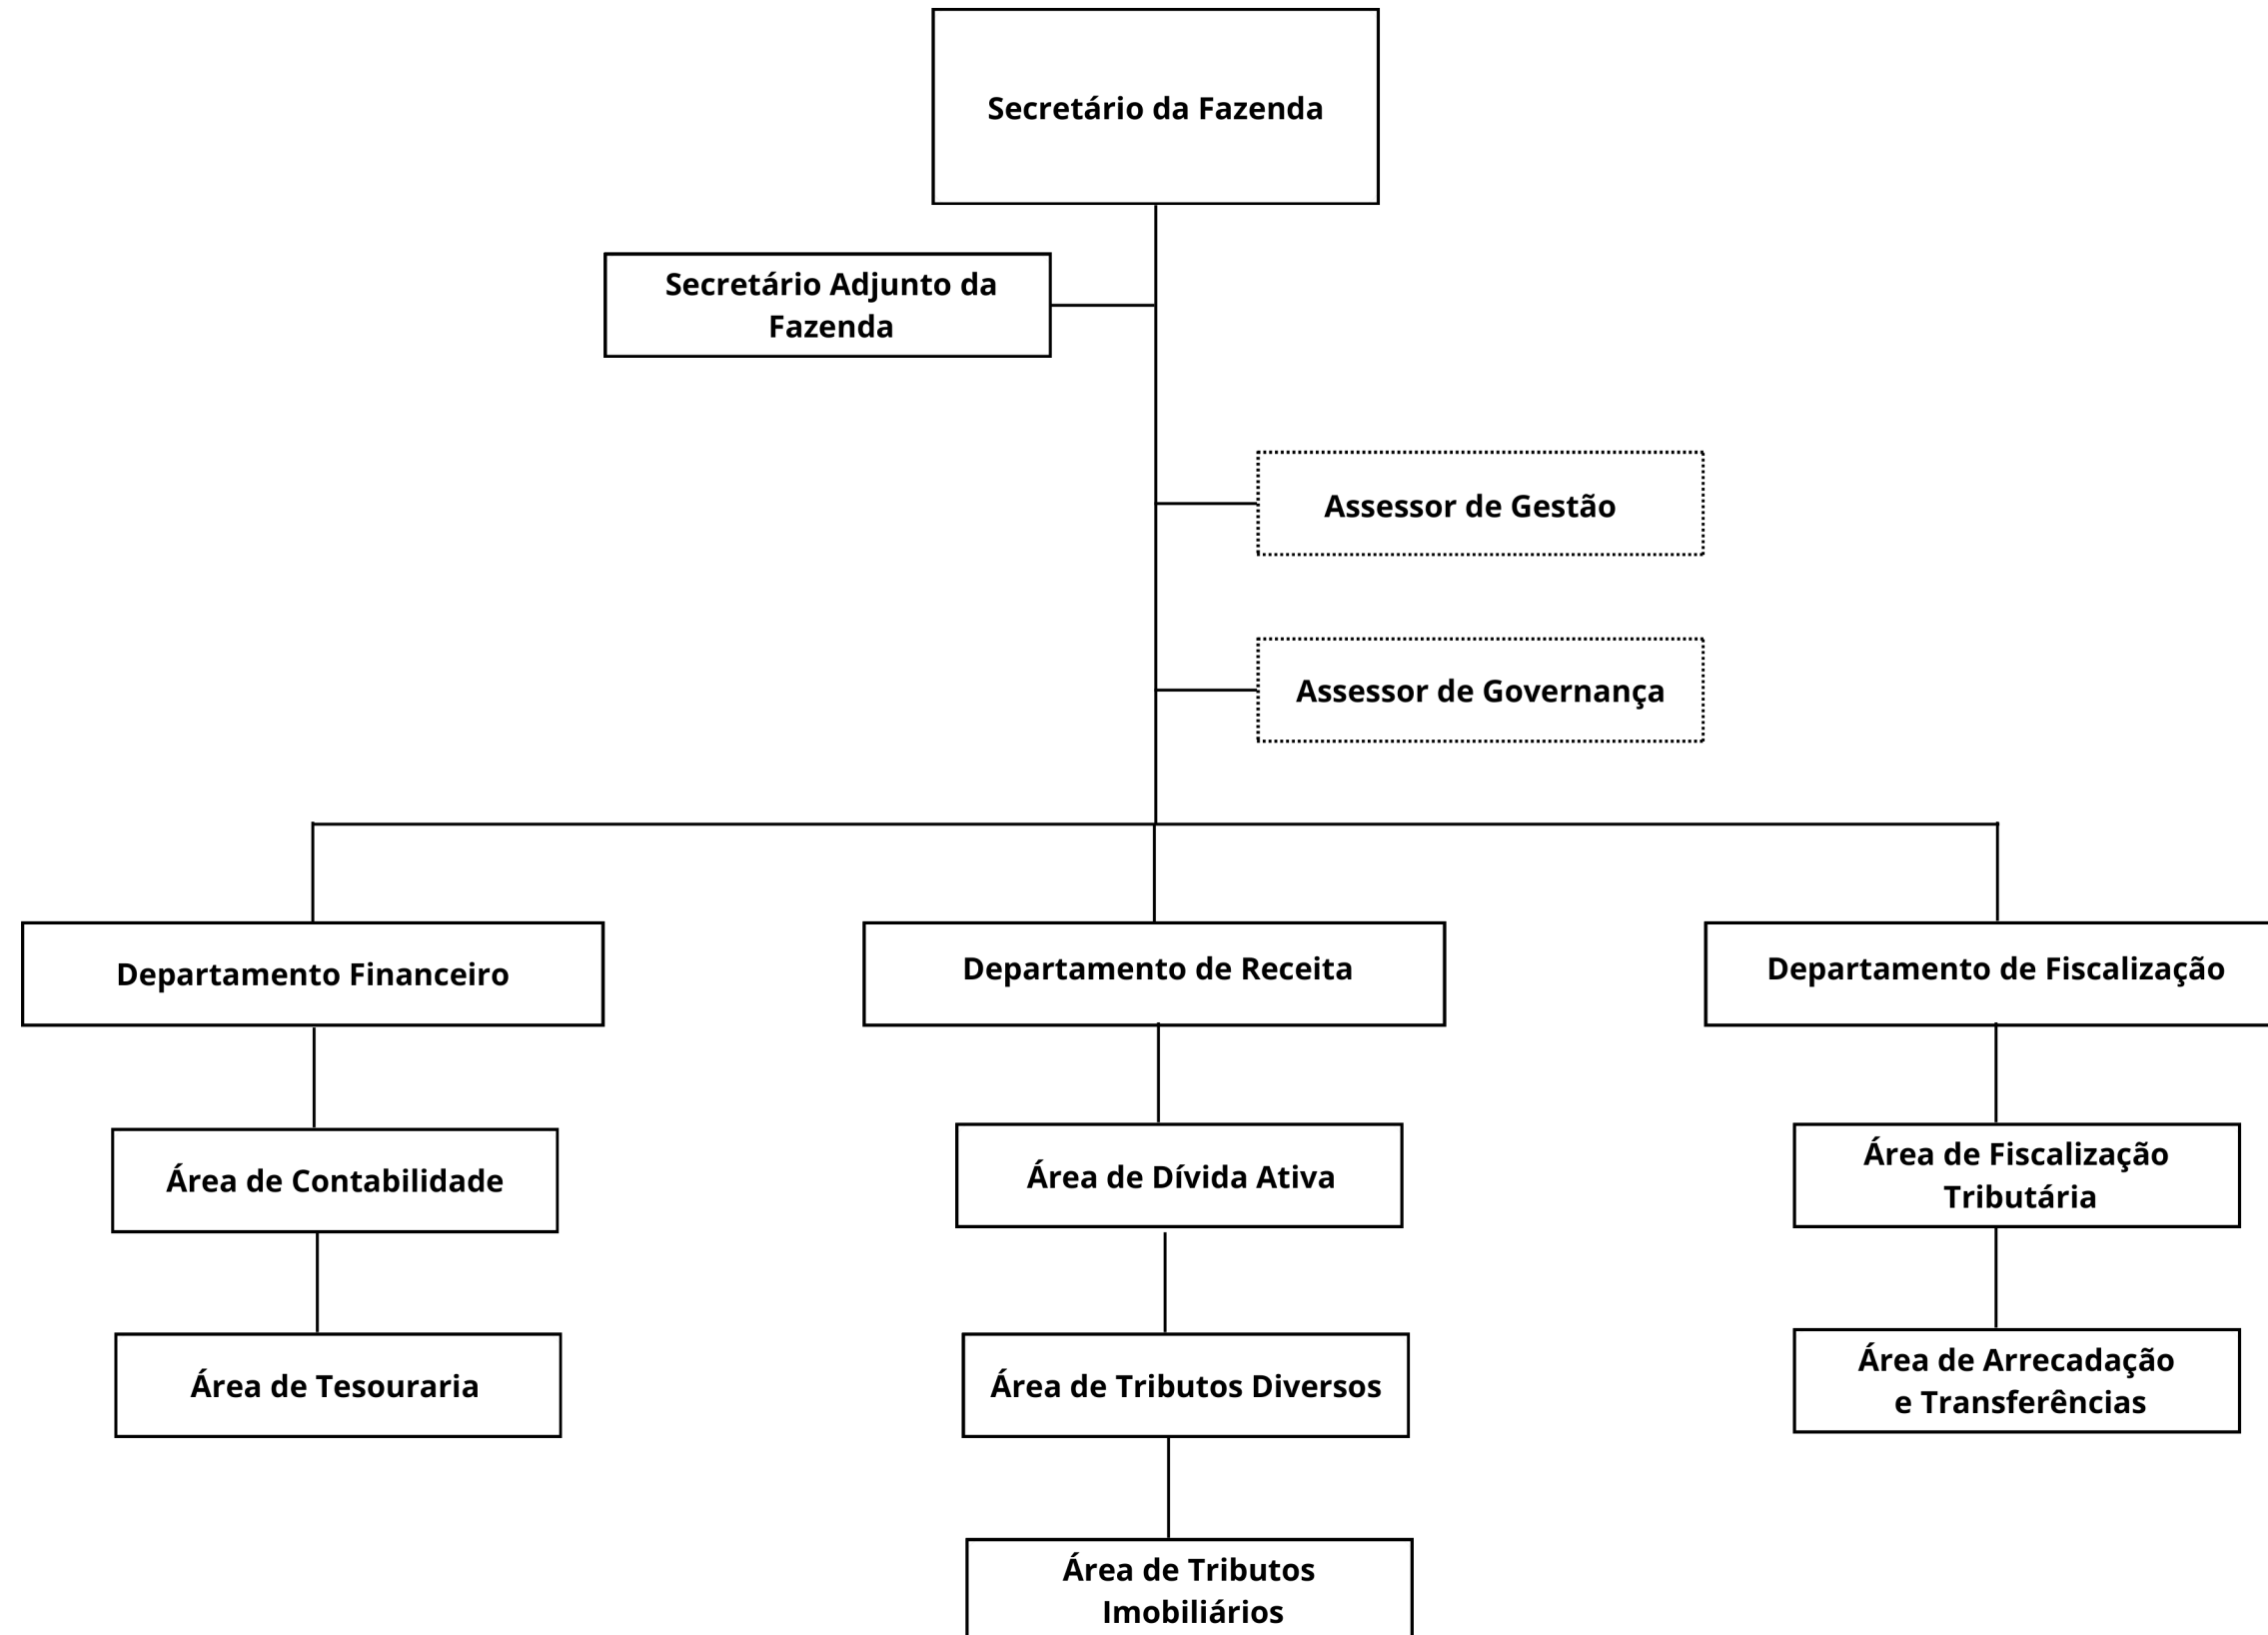 Secretário da Fazenda
Secretário Adjunto da
Fazenda
Assessor de Gestão
Assessor de Governança
Departamento Financeiro
Departamento de Receita
Departamento de Fiscalização
Área de Contabilidade
Área de Dívida Ativa
Área de Fiscalização
Tributária
Área de Tesouraria
Área de Tributos Diversos
Área de Arrecadação
e Transferências
Área de Tributos
Imobiliários